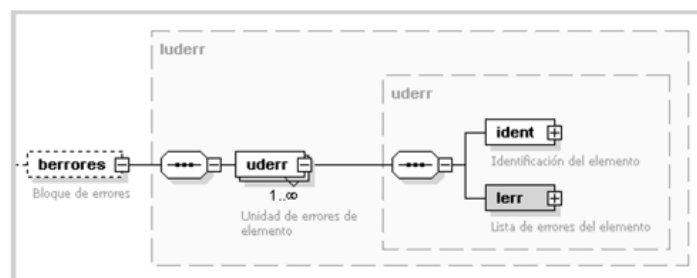 luderr
uderr
berrores
Bloque de errores
uderr
1..∞
Unidad de errores de
elemento
ident
Identificación del elemento
lerr
Lista de errores del elemento